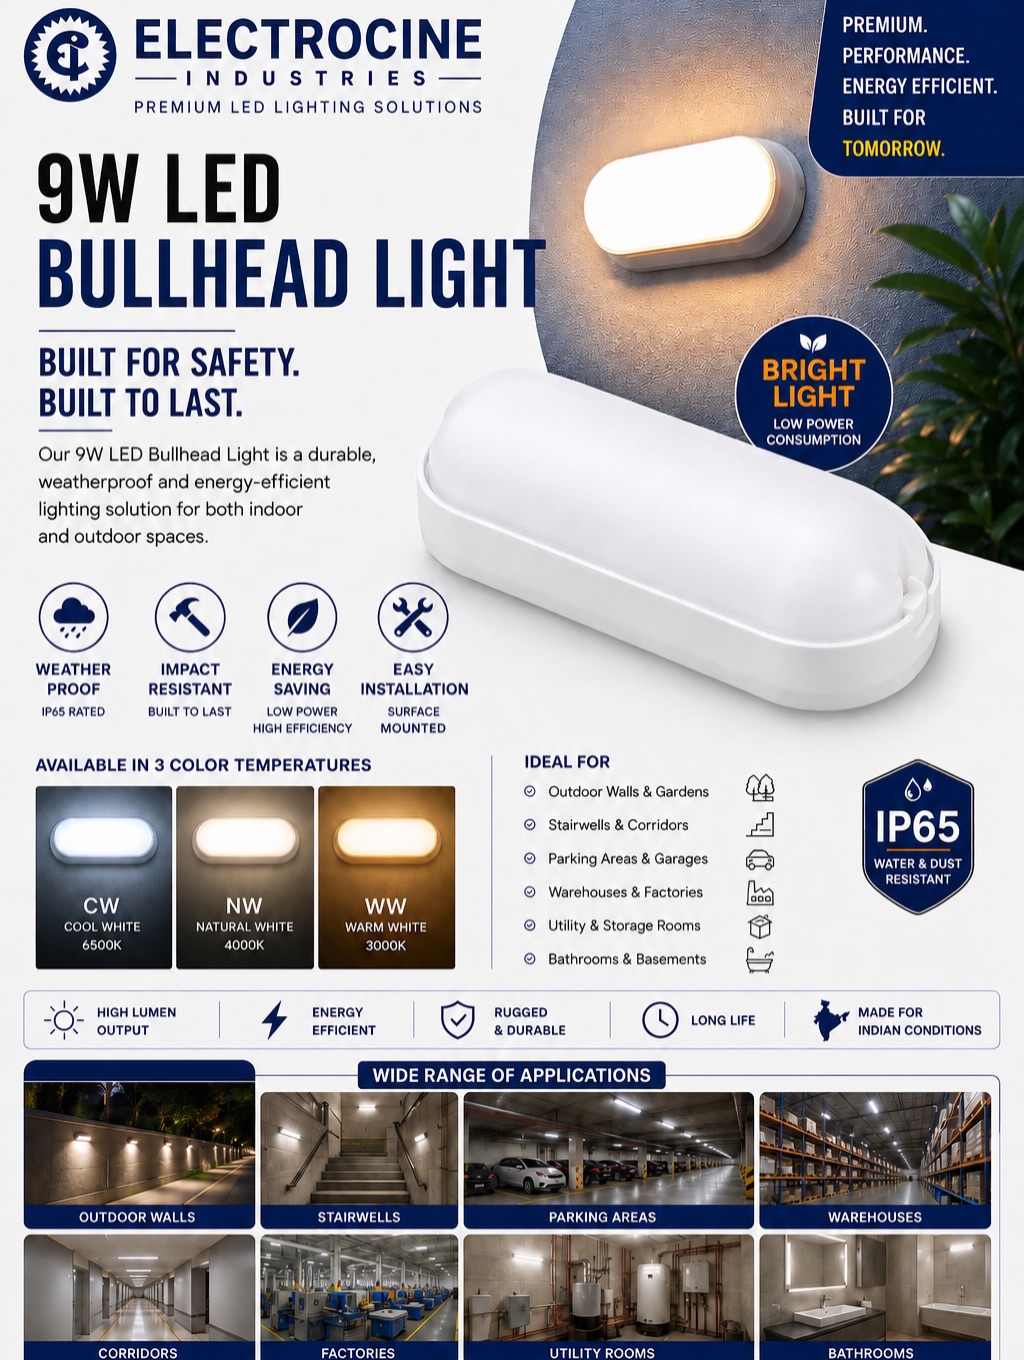 ELECTROCINE
INDUSTRIES
PREMIUM LED LIGHTING SOLUTIONS
PREMIUM.
PERFORMANCE.
ENERGY EFFICIENT.
BUILT FOR
TOMORROW.
9W LED
BULLHEAD LIGHT
BUILT FOR SAFETY.
BUILT TO LAST.
Our 9W LED Bullhead Light is a durable,
weatherproof and energy-efficient
lighting solution for both indoor
and outdoor spaces.
BRIGHT
LIGHT
LOW POWER
CONSUMPTION
WEATHER
PROOF
IP65 RATED
IMPACT
RESISTANT
BUILT TO LAST
ENERGY
SAVING
LOW POWER
HIGH EFFICIENCY
EASY
INSTALLATION
SURFACE
MOUNTED
AVAILABLE IN 3 COLOR TEMPERATURES
CW
COOL WHITE
6500K
NW
NATURAL WHITE
4000K
WW
WARM WHITE
3000K
IDEAL FOR
Outdoor Walls & Gardens
Stairwells & Corridors
Parking Areas & Garages
Warehouses & Factories
Utility & Storage Rooms
Bathrooms & Basements
IP65
WATER & DUST
RESISTANT
HIGH LUMEN
OUTPUT
ENERGY
EFFICIENT
RUGGED
& DURABLE
LONG LIFE
MADE FOR
INDIAN CONDITIONS
WIDE RANGE OF APPLICATIONS
OUTDOOR WALLS
STAIRWELLS
PARKING AREAS
WAREHOUSES
CORRIDORS
FACTORIES
UTILITY ROOMS
BATHROOMS